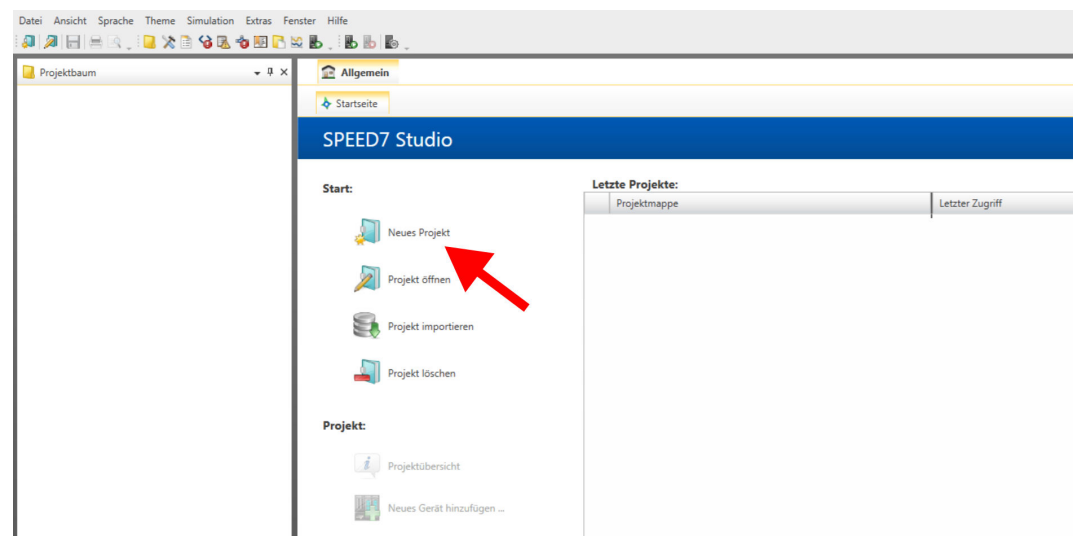 Datei Ansicht Sprache Theme Simulation Extras Fenster Hilfe
Projektbaum
Allgemein
Startseite
SPEED7 Studio
Start:
Neues Projekt
Projekt öffnen
Projekt importieren
Projekt löschen
Projekt:
Projektübersicht
Neues Gerät hinzufügen ...
Letzte Projekte:
Projektmappe Letzter Zugriff